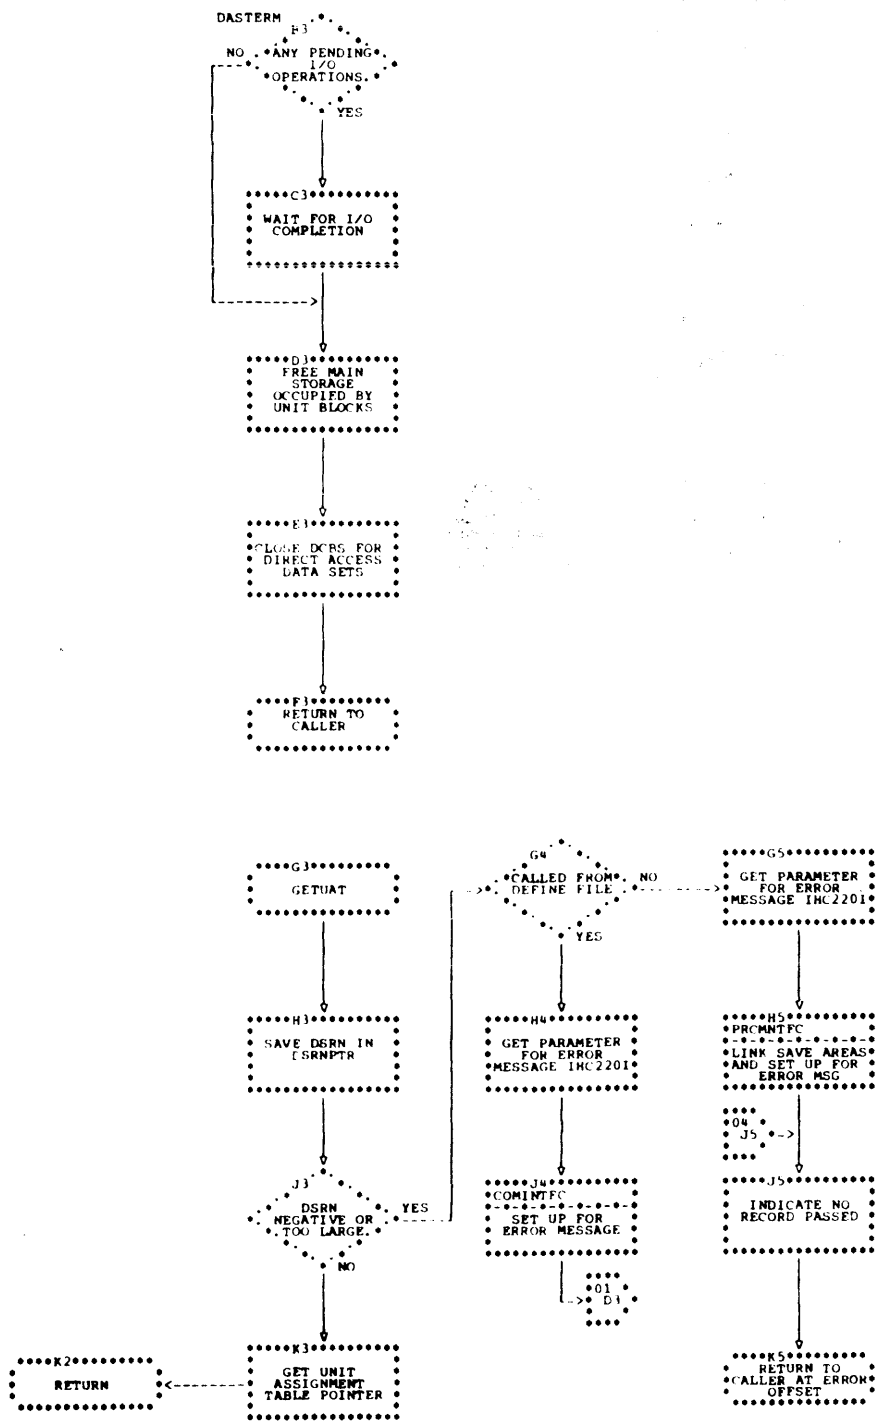 DASTERM
B3
NO ANY PENDING
I/O
OPERATIONS.
YES
C3
WAIT FOR I/O
COMPLETION
D3
FREE MAIN
STORAGE
OCCUPIED BY
UNIT BLOCKS
E3
CLOSE DCBS FOR
DIRECT ACCESS
DATA SETS
F3
RETURN TO
CALLER
G3
GETUAT
H3
SAVE DSRN IN
DSRNPTR
J3
DSRN
NEGATIVE OR
TOO LARGE.
YES
NO
K3
GET UNIT
ASSIGNMENT
TABLE POINTER
K2
RETURN
G4
CALLED FROM
DEFINE FILE
NO
YES
H4
GET PARAMETER
FOR ERROR
MESSAGE IHC220I
J4
COMINTFC
SET UP FOR
ERROR MESSAGE
01
D3
G5
GET PARAMETER
FOR ERROR
MESSAGE IHC220I
H5
PRCMNTFC
LINK SAVE AREAS
AND SET UP FOR
ERROR MSG
04
J5
J5
INDICATE NO
RECORD PASSED
K5
RETURN TO
CALLER AT ERROR
OFFSET